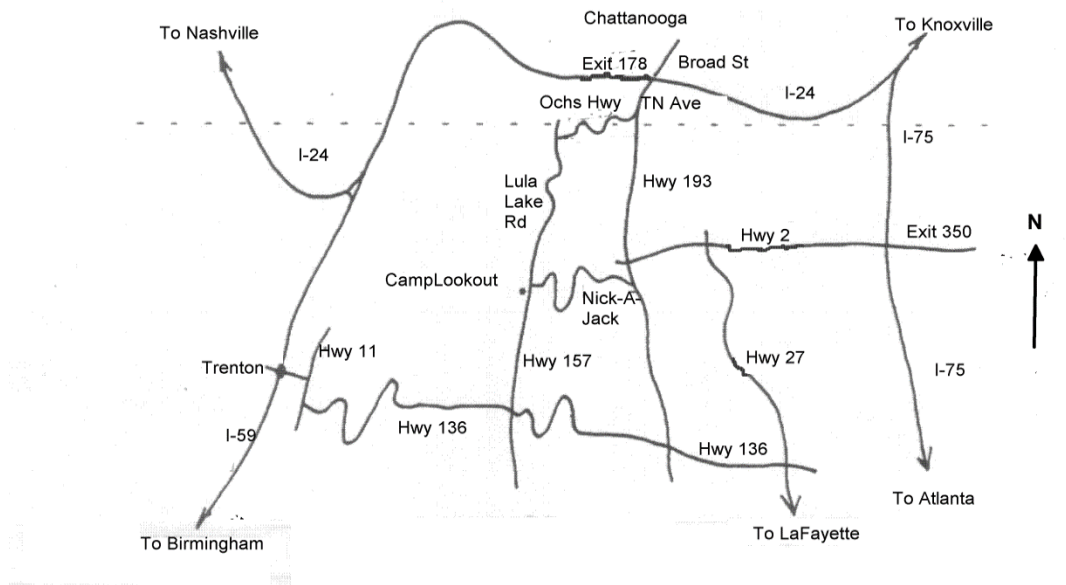 Chattanooga
To Nashville
To Knoxville
Exit 178
Broad St
I-24
Ochs Hwy
TN Ave
I-75
I-24
Lula
Lake
Rd
Hwy 193
N
Hwy 2
Exit 350
CampLookout
Nick-A-
Jack
Hwy 11
Trenton
Hwy 157
Hwy 27
I-75
I-59
Hwy 136
Hwy 136
To Atlanta
To LaFayette
To Birmingham